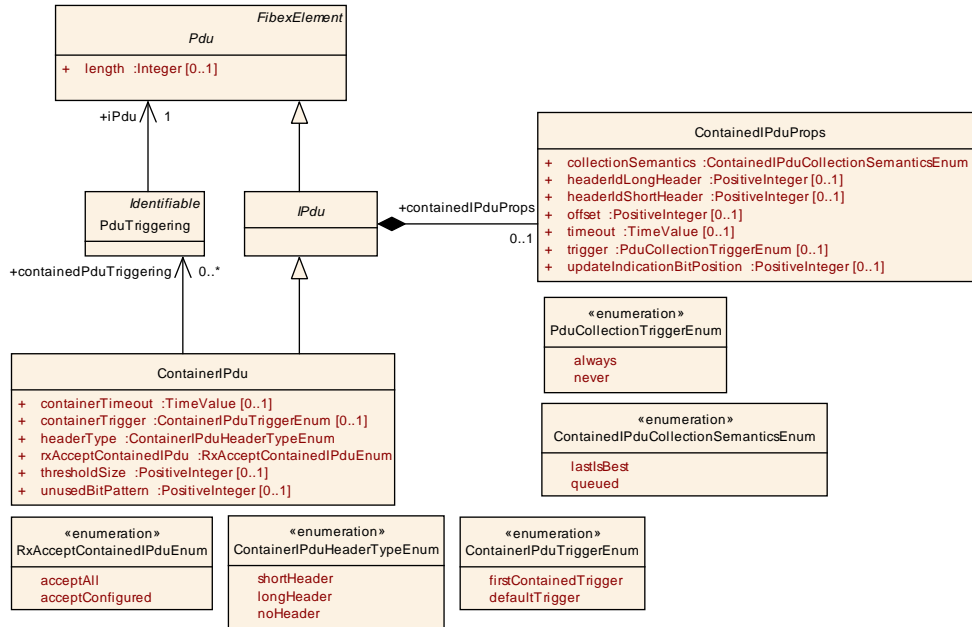 FibexElement
Pdu
+ length :Integer [0..1]
+iPdu 1
Identifiable
PduTriggering
IPdu
+containedIPduProps
0..1
ContainedIPduProps
+ collectionSemantics :ContainedIPduCollectionSemanticsEnum
+ headerIdLongHeader :PositiveInteger [0..1]
+ headerIdShortHeader :PositiveInteger [0..1]
+ offset :PositiveInteger [0..1]
+ timeout :TimeValue [0..1]
+ trigger :PduCollectionTriggerEnum [0..1]
+ updateIndicationBitPosition :PositiveInteger [0..1]
+containedPduTriggering 0..*
«enumeration»
PduCollectionTriggerEnum
always
never
ContainerIPdu
+ containerTimeout :TimeValue [0..1]
+ containerTrigger :ContainerIPduTriggerEnum [0..1]
+ headerType :ContainerIPduHeaderTypeEnum
+ rxAcceptContainedIPdu :RxAcceptContainedIPduEnum
+ thresholdSize :PositiveInteger [0..1]
+ unusedBitPattern :PositiveInteger [0..1]
«enumeration»
ContainedIPduCollectionSemanticsEnum
lastIsBest
queued
«enumeration»
RxAcceptContainedIPduEnum
acceptAll
acceptConfigured
«enumeration»
ContainerIPduHeaderTypeEnum
shortHeader
longHeader
noHeader
«enumeration»
ContainerIPduTriggerEnum
firstContainedTrigger
defaultTrigger